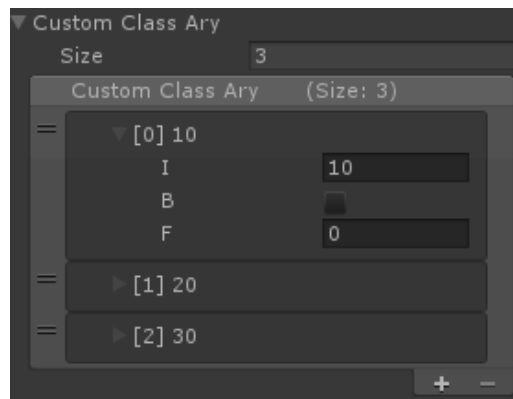 Custom Class Ary
Size 3
Custom Class Ary (Size: 3)
[0] 10
I 10
B
F 0
[1] 20
[2] 30
+ −